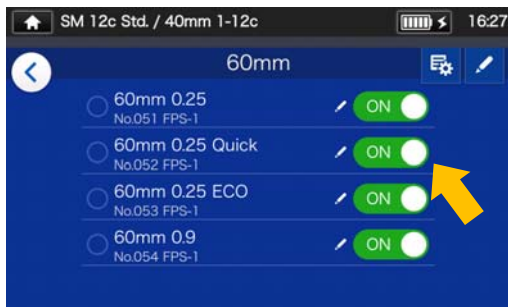 SM 12c Std. / 40mm 1-12c 16:27
60mm
60mm 0.25
No.051 FPS-1
ON
60mm 0.25 Quick
No.052 FPS-1
ON
60mm 0.25 ECO
No.053 FPS-1
ON
60mm 0.9
No.054 FPS-1
ON